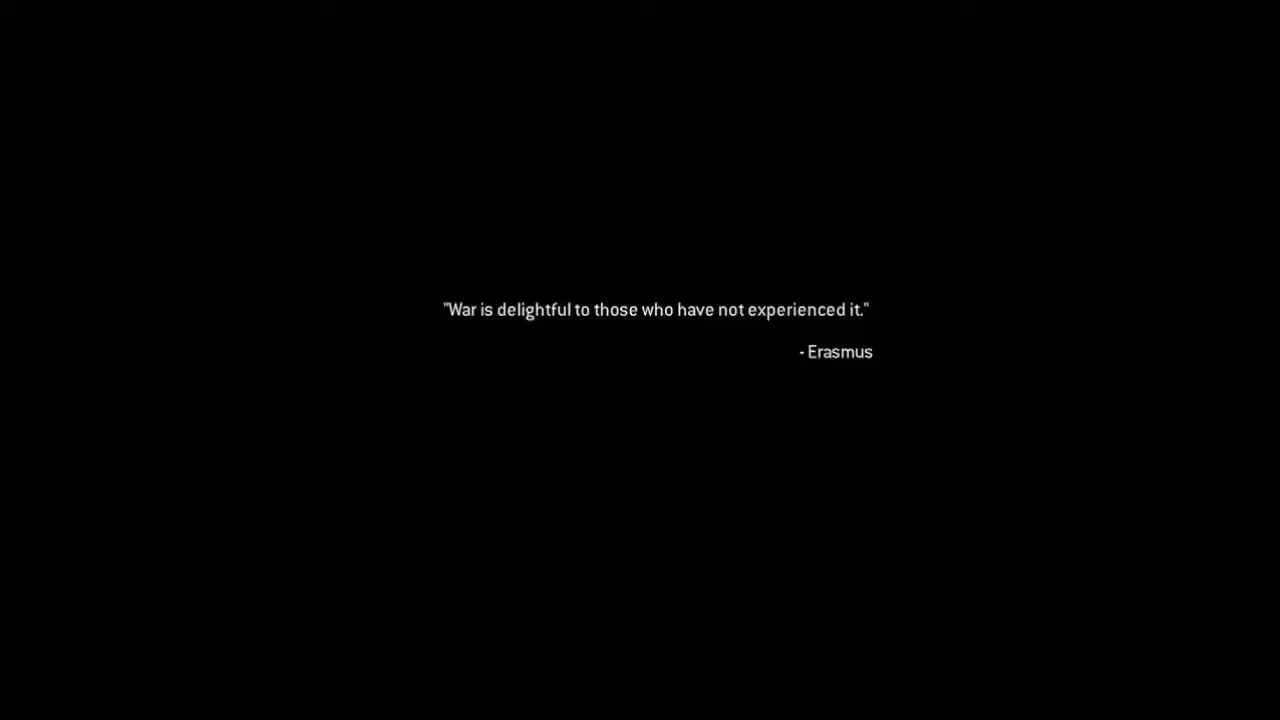 "War is delightful to those who have not experienced it."
- Erasmus